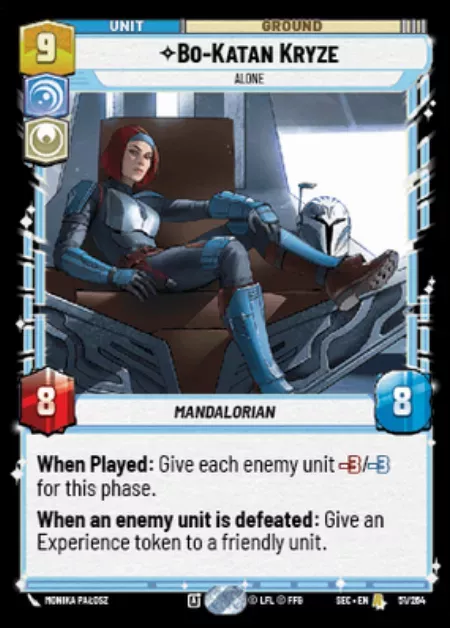 9
UNIT
GROUND
BO-KATAN KRYZE
ALONE
8
MANDALORIAN
8
When Played: Give each enemy unit -3/-3
for this phase.
When an enemy unit is defeated: Give an
Experience token to a friendly unit.
MONIKA PAŁOSZ
A
© LFL © FFG
SEC • EN
51/264